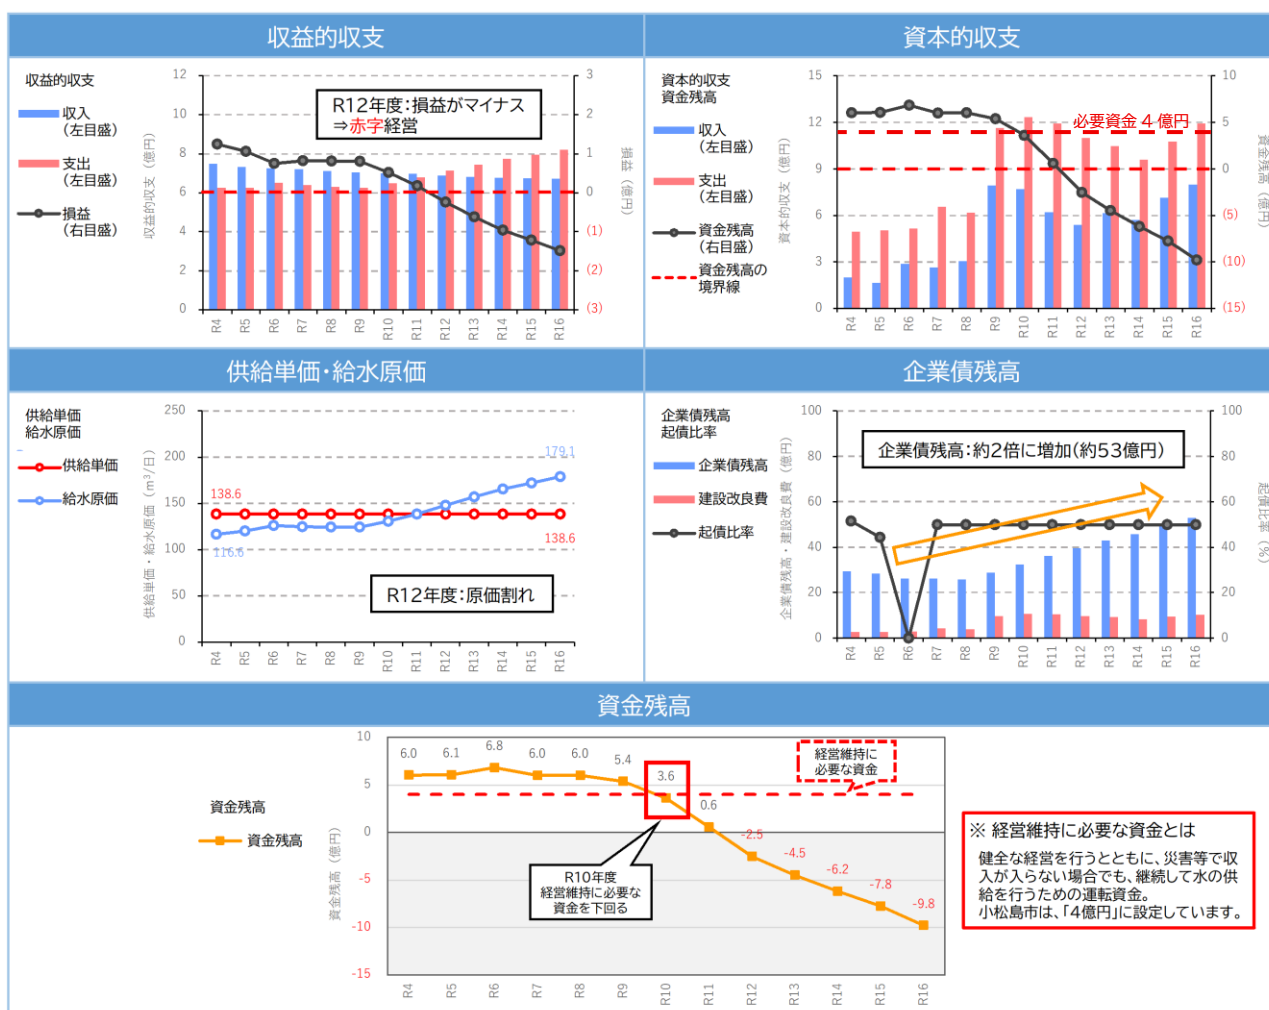 収益的収支
収益的収支
収入
(左目盛)
支出
(左目盛)
損益
(右目盛)
収益的収支（億円）
12
10
8
6
4
2
0
R12年度：損益がマイナス
⇒赤字経営
3
2
1
0
(1)
(2)
(3)
損益（億円）
R4 R5 R6 R7 R8 R9 R10 R11 R12 R13 R14 R15 R16
資本的収支
資本的収支
資金残高
収入
(左目盛)
支出
(左目盛)
資金残高
(右目盛)
資金残高の
境界線
資本的収支（億円）
15
12
9
6
3
0
必要資金 4 億円
10
5
0
(5)
(10)
(15)
資金残高（億円）
R4 R5 R6 R7 R8 R9 R10 R11 R12 R13 R14 R15 R16
供給単価・給水原価
供給単価
給水原価
供給単価
給水原価
供給単価・給水原価（m³/日）
250
200
150
100
50
0
138.6
116.6
179.1
138.6
R12年度：原価割れ
R4 R5 R6 R7 R8 R9 R10 R11 R12 R13 R14 R15 R16
企業債残高
企業債残高
起債比率
企業債残高
建設改良費
起債比率
企業債残高・建設改良費（億円）
100
80
60
40
20
0
企業債残高：約2倍に増加(約53億円)
100
80
60
40
20
0
起債比率（%）
R4 R5 R6 R7 R8 R9 R10 R11 R12 R13 R14 R15 R16
資金残高
資金残高
資金残高
資金残高（億円）
10
5
0
-5
-10
-15
6.0 6.1 6.8 6.0 6.0 5.4 3.6 0.6 -2.5 -4.5 -6.2 -7.8 -9.8
経営維持に
必要な資金
R10年度
経営維持に必要な
資金を下回る
R4 R5 R6 R7 R8 R9 R10 R11 R12 R13 R14 R15 R16
※ 経営維持に必要な資金とは
健全な経営を行うとともに、災害等で収
入が入らない場合でも、継続して水の供
給を行うための運転資金。
小松島市は、「4億円」に設定しています。